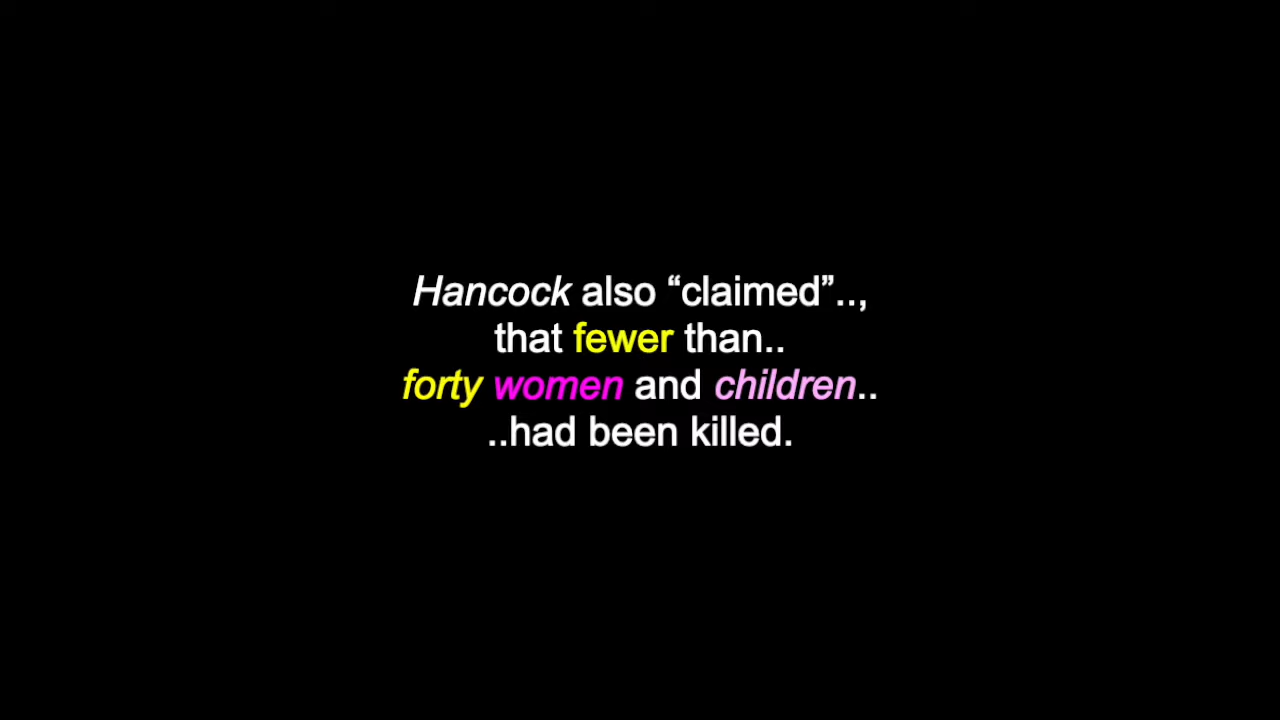 Hancock also “claimed”..,
that fewer than..
forty women and children..
..had been killed.